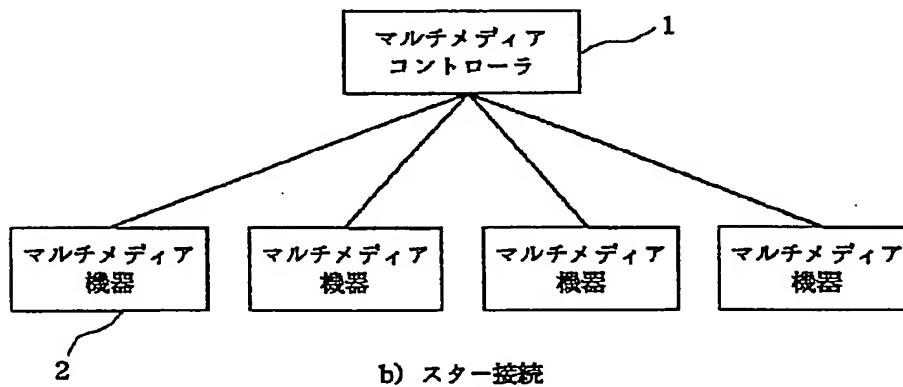 マルチメディア
コントローラ
1
マルチメディア
機器
マルチメディア
機器
マルチメディア
機器
マルチメディア
機器
2
b) スター接続